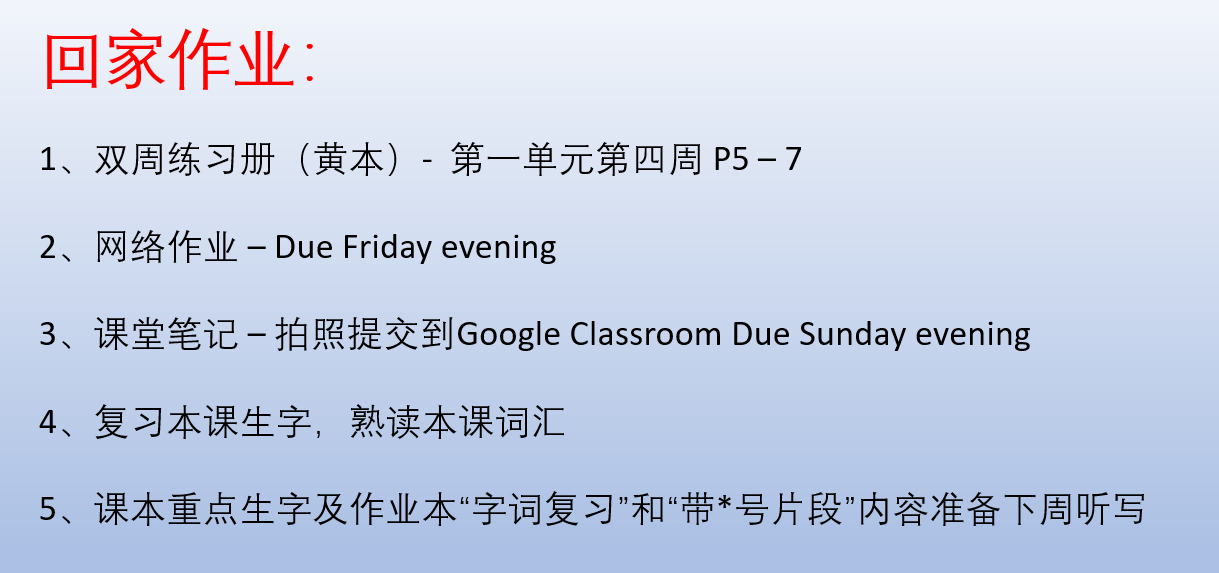 回家作业：
1、双周练习册（黄本）- 第一单元第四周 P5 – 7
2、网络作业 – Due Friday evening
3、课堂笔记 – 拍照提交到Google Classroom Due Sunday evening
4、复习本课生字，熟读本课词汇
5、课本重点生字及作业本“字词复习”和“带*号片段”内容准备下周听写